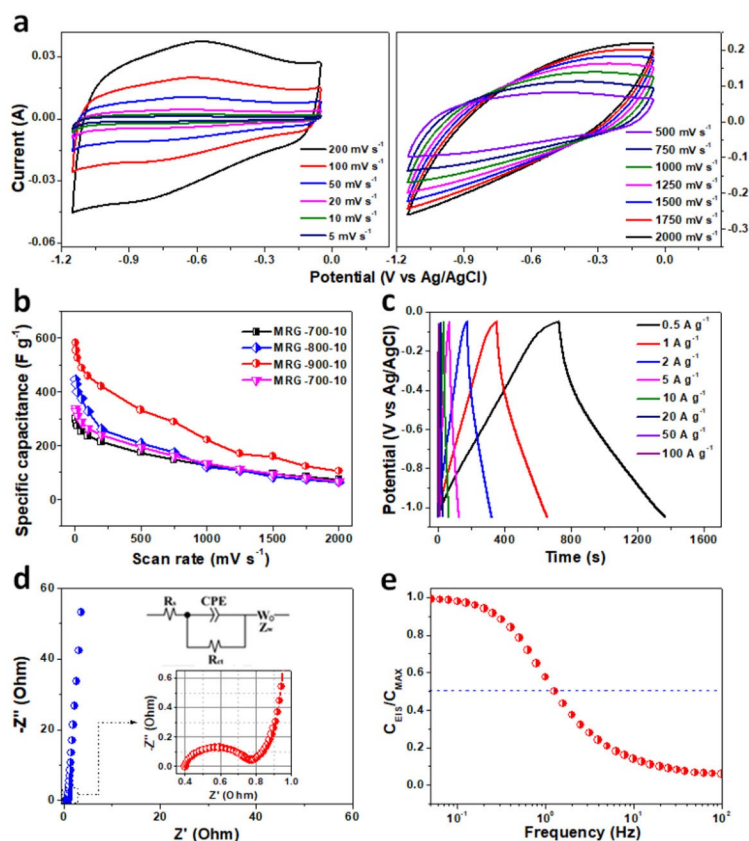 a
0.03
0.00
-0.03
-0.06
Current (A)
200 mV s⁻¹
100 mV s⁻¹
50 mV s⁻¹
20 mV s⁻¹
10 mV s⁻¹
5 mV s⁻¹
-1.2 -0.9 -0.6 -0.3 0.0
0.2
0.1
0.0
-0.1
-0.2
-0.3
500 mV s⁻¹
750 mV s⁻¹
1000 mV s⁻¹
1250 mV s⁻¹
1500 mV s⁻¹
1750 mV s⁻¹
2000 mV s⁻¹
-1.2 -0.9 -0.6 -0.3 0.0
Potential (V vs Ag/AgCl)
b
Specific capacitance (F g⁻¹)
600
400
200
0
MRG-700-10
MRG-800-10
MRG-900-10
MRG-700-10
0 500 1000 1500 2000
Scan rate (mV s⁻¹)
c
Potential (V vs Ag/AgCl)
0.0
-0.2
-0.4
-0.6
-0.8
-1.0
0.5 A g⁻¹
1 A g⁻¹
2 A g⁻¹
5 A g⁻¹
10 A g⁻¹
20 A g⁻¹
50 A g⁻¹
100 A g⁻¹
0 400 800 1200 1600
Time (s)
d
-Z'' (Ohm)
60
50
40
30
20
10
0
Rs CPE W₀
Zw
Rct
-Z'' (Ohm)
0.6
0.4
0.2
0.0
0.4 0.6 0.8 1.0
Z' (Ohm)
0 20 40 60
Z' (Ohm)
e
C_EIS/C_MAX
1.0
0.8
0.6
0.4
0.2
0.0
10⁻¹ 10⁰ 10¹ 10²
Frequency (Hz)